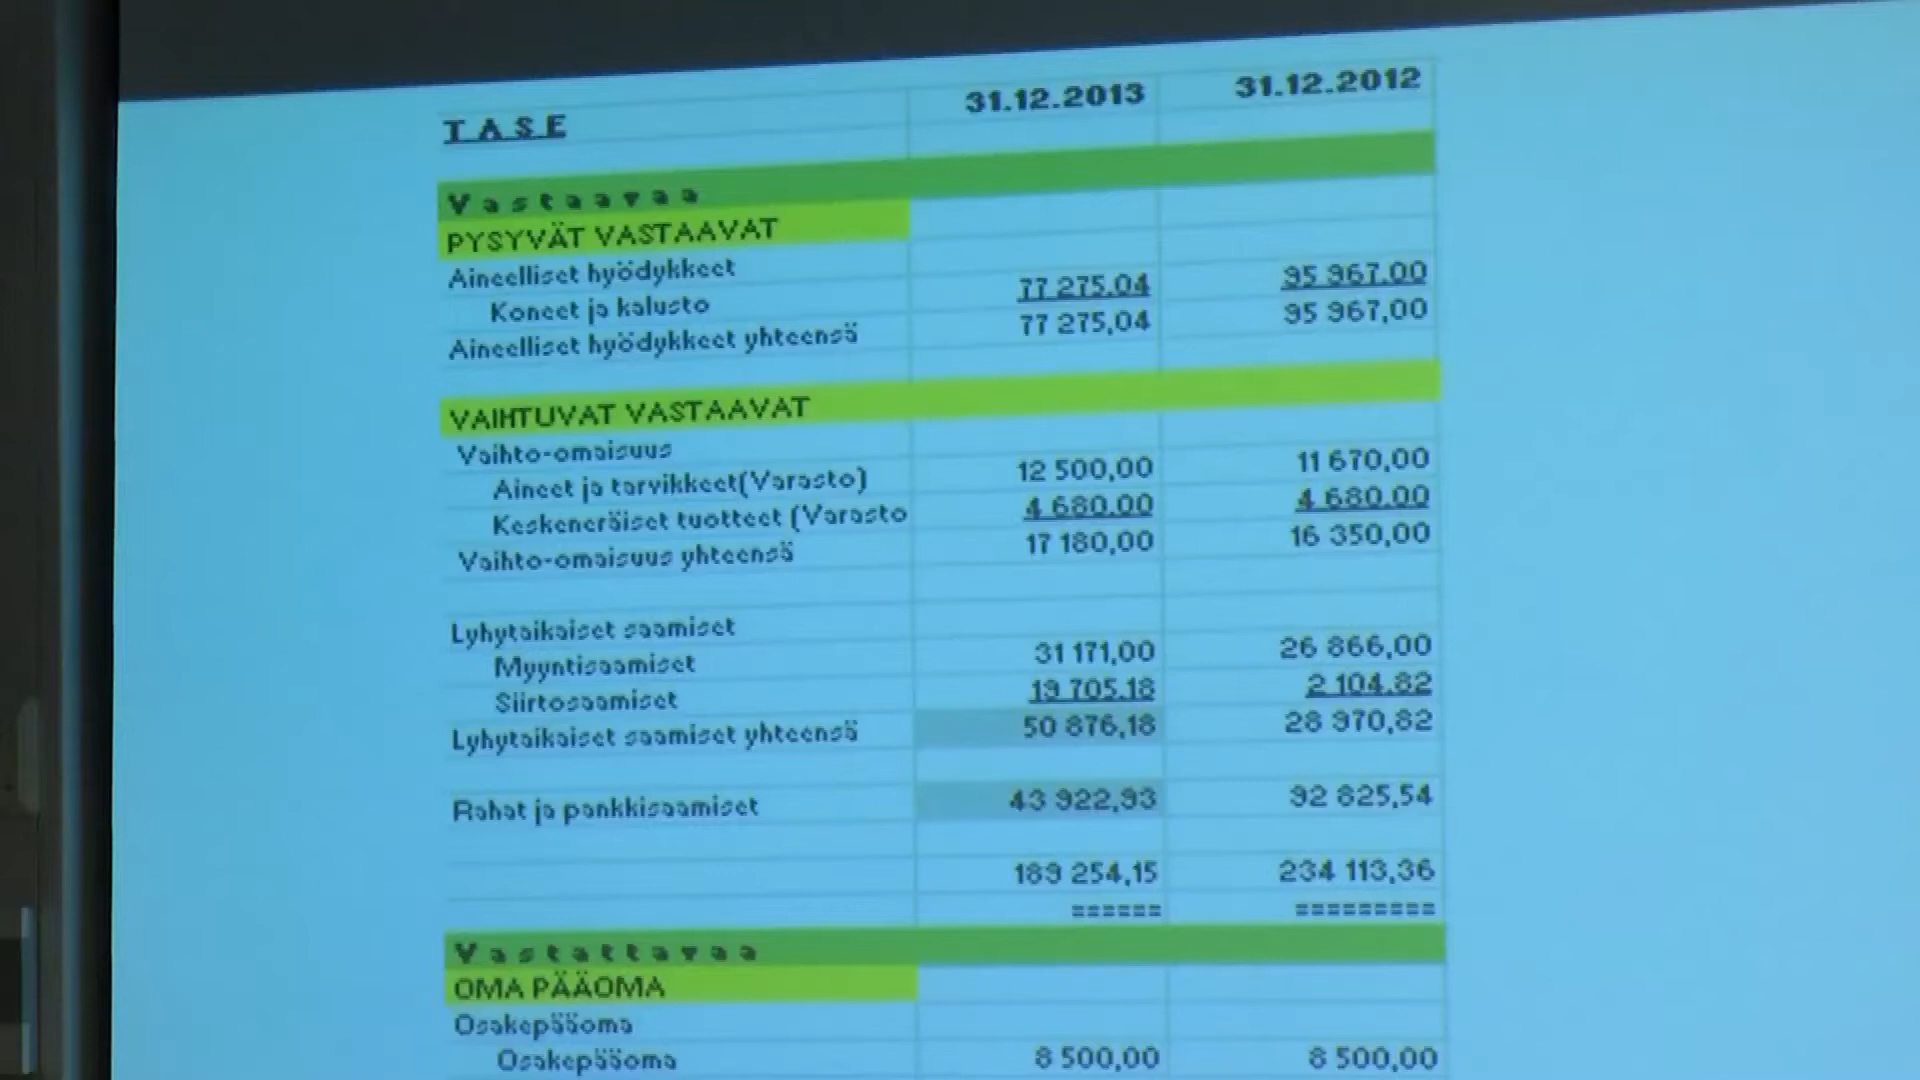 TASE 31.12.2013 31.12.2012
Vastaavaa
PYSYVÄT VASTAAVAT
Aineelliset hyödykkeet
Koneet ja kalusto 77 275,04 95 967,00
Aineelliset hyödykkeet yhteensä 77 275,04 95 967,00
VAIHTUVAT VASTAAVAT
Vaihto-omaisuus
Aineet ja tarvikkeet(Varasto) 12 500,00 11 670,00
Keskeneräiset tuotteet (Varasto 4 680,00 4 680,00
Vaihto-omaisuus yhteensä 17 180,00 16 350,00
Lyhytaikaiset saamiset
Myyntisaamiset 31 171,00 26 866,00
Siirtosaamiset 19 705,18 2 104,82
Lyhytaikaiset saamiset yhteensä 50 876,18 28 970,82
Rahat ja pankkisaamiset 43 922,93 92 825,54
189 254,15 234 113,36
====== =========
Vastattavaa
OMA PÄÄOMA
Osakepääoma
Osakepääoma 8 500,00 8 500,00